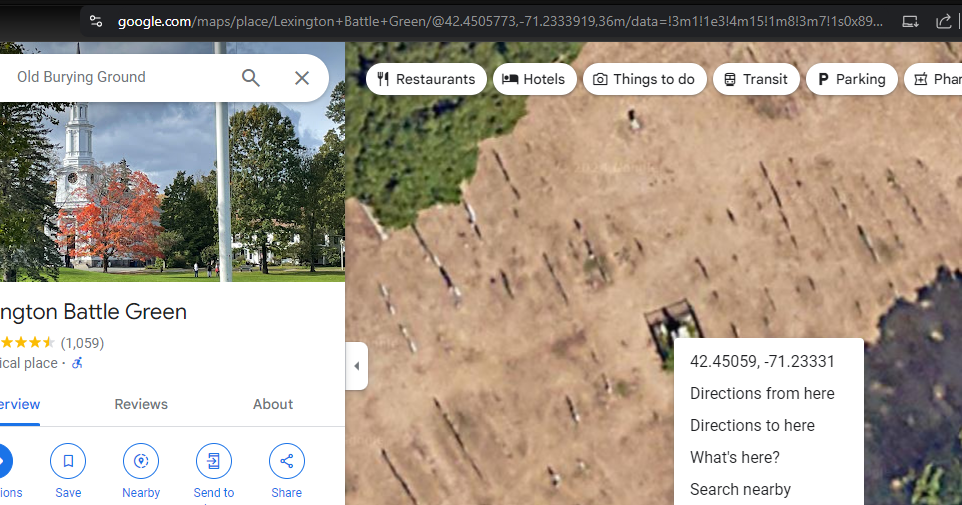 google.com/maps/place/Lexington+Battle+Green/@42.4505773,-71.2333919,36m/data=!3m1!1e3!4m15!1m8!3m7!1s0x89...
Old Burying Ground
Restaurants
Hotels
Things to do
Transit
Parking
Phar
ngton Battle Green
(1,059)
ical place ·
erview
Reviews
About
ions
Save
Nearby
Send to
Share
42.45059, -71.23331
Directions from here
Directions to here
What's here?
Search nearby